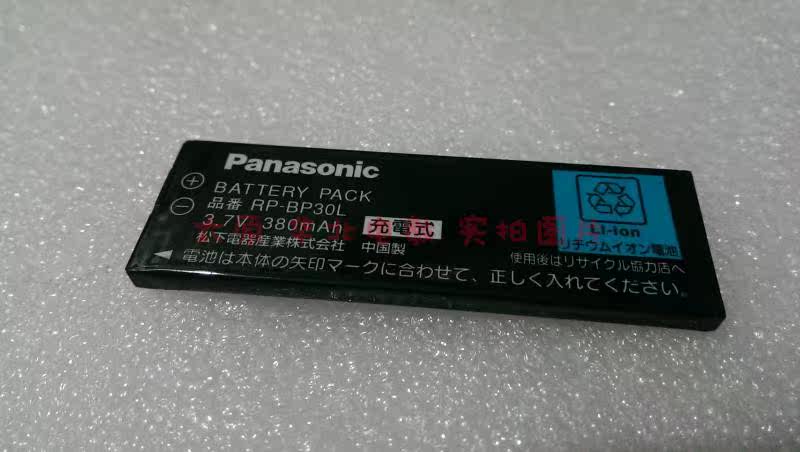 Panasonic
BATTERY PACK
品番 RP-BP30L
3.7V 380mAh 充電式
松下電器産業株式会社 中国製
電池は本体の矢印マークに合わせて、正しく入れてください。
Li-ion
リチウムイオン電池
使用後はリサイクル協力店へ
实拍图片